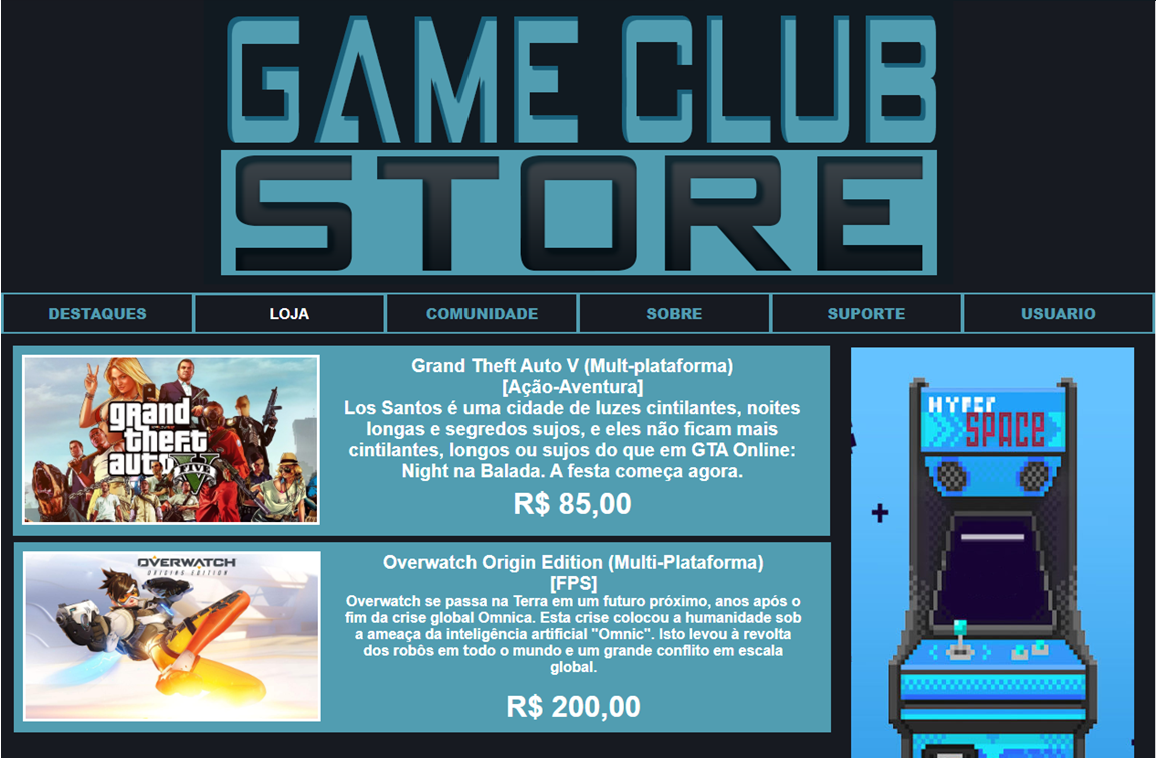 GAME CLUB
STORE
DESTAQUES LOJA COMUNIDADE SOBRE SUPORTE USUARIO
grand
theft
auto V
FIVE
Grand Theft Auto V (Mult-plataforma)
[Ação-Aventura]
Los Santos é uma cidade de luzes cintilantes, noites
longas e segredos sujos, e eles não ficam mais
cintilantes, longos ou sujos do que em GTA Online:
Night na Balada. A festa começa agora.
R$ 85,00
OVERWATCH
ORIGINS EDITION
Overwatch Origin Edition (Multi-Plataforma)
[FPS]
Overwatch se passa na Terra em um futuro próximo, anos após o
fim da crise global Omnica. Esta crise colocou a humanidade sob
a ameaça da inteligência artificial "Omnic". Isto levou à revolta
dos robôs em todo o mundo e um grande conflito em escala
global.
R$ 200,00
HYPER
SPACE